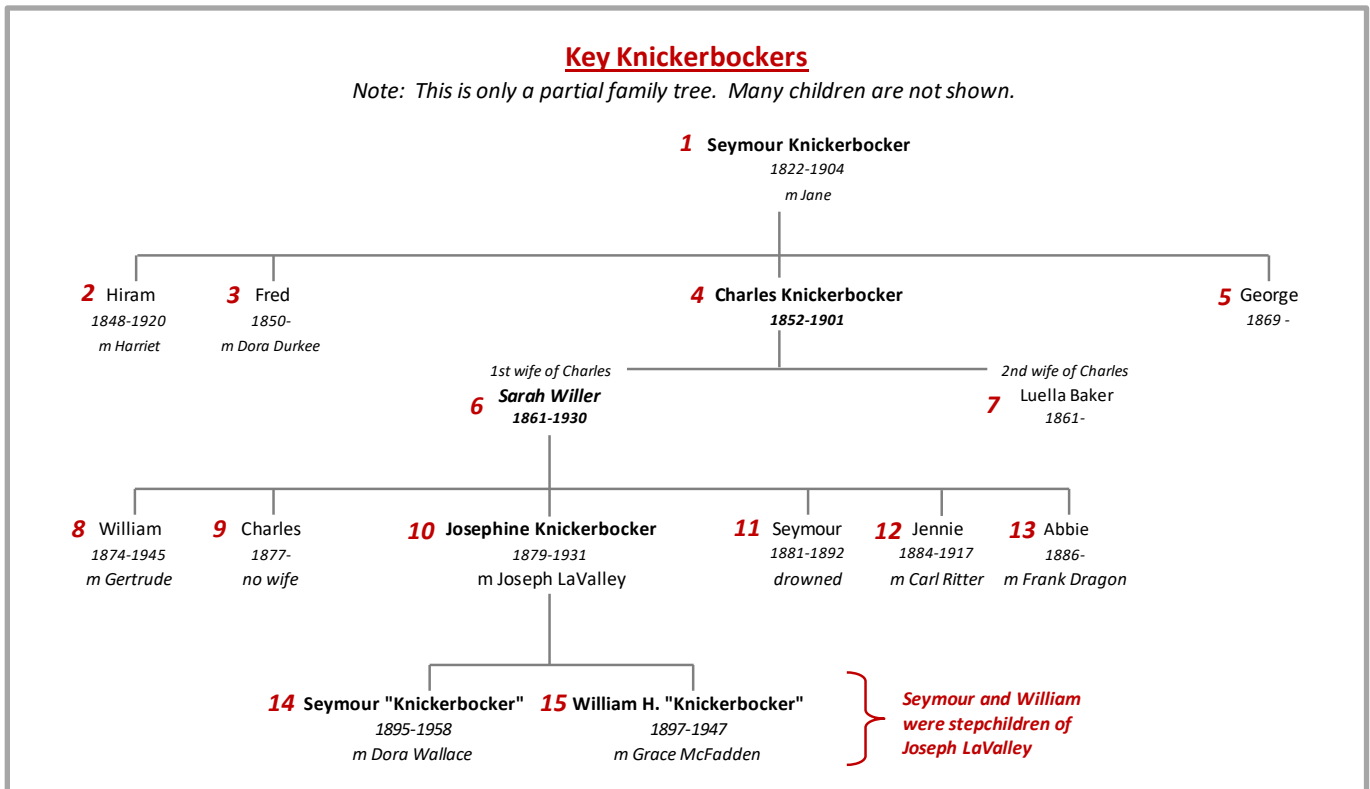 Key Knickerbockers
Note: This is only a partial family tree. Many children are not shown.
1 Seymour Knickerbocker
1822-1904
m Jane
2 Hiram
1848-1920
m Harriet
3 Fred
1850-
m Dora Durkee
4 Charles Knickerbocker
1852-1901
5 George
1869 -
1st wife of Charles
6 Sarah Willer
1861-1930
2nd wife of Charles
7 Luella Baker
1861-
8 William
1874-1945
m Gertrude
9 Charles
1877-
no wife
10 Josephine Knickerbocker
1879-1931
m Joseph LaValley
11 Seymour
1881-1892
drowned
12 Jennie
1884-1917
m Carl Ritter
13 Abbie
1886-
m Frank Dragon
14 Seymour "Knickerbocker"
1895-1958
m Dora Wallace
15 William H. "Knickerbocker"
1897-1947
m Grace McFadden
Seymour and William
were stepchildren of
Joseph LaValley